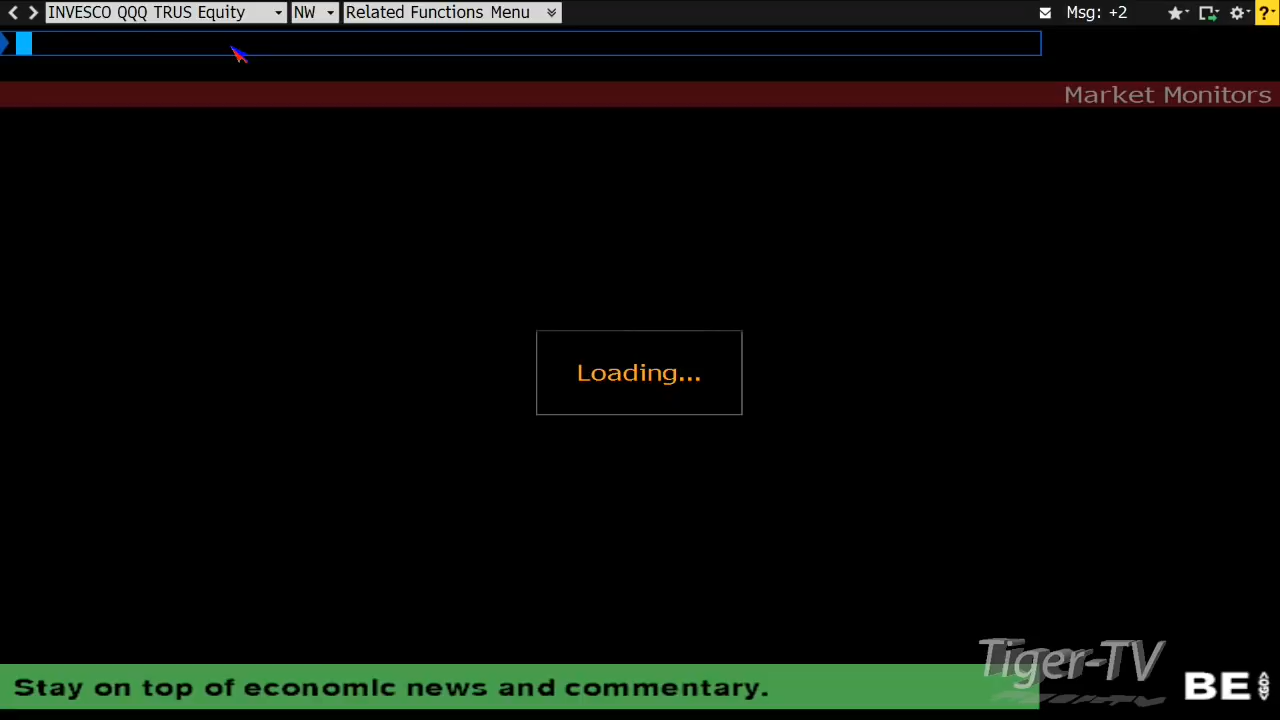 INVESCO QQQ TRUS Equity NW Related Functions Menu Msg: +2 ?
Market Monitors
Loading...
Tiger-TV
Stay on top of economic news and commentary.
BE